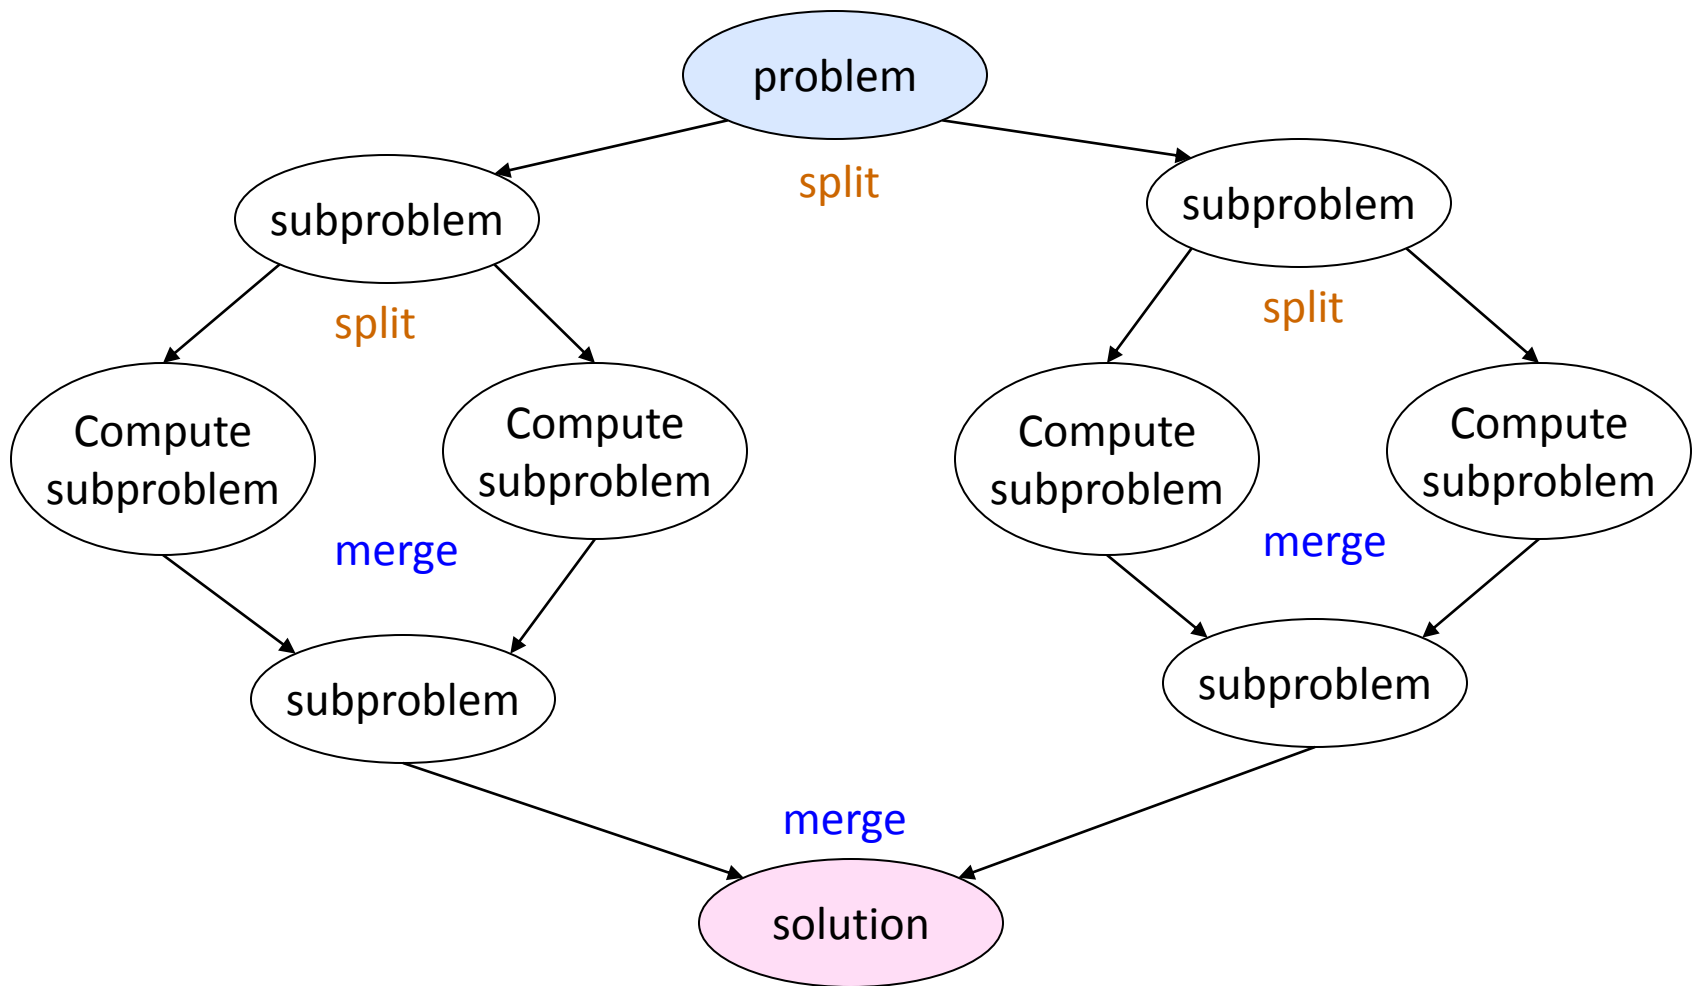 problem
split
subproblem
subproblem
split
split
Compute
subproblem
Compute
subproblem
Compute
subproblem
Compute
subproblem
merge
merge
subproblem
subproblem
merge
solution